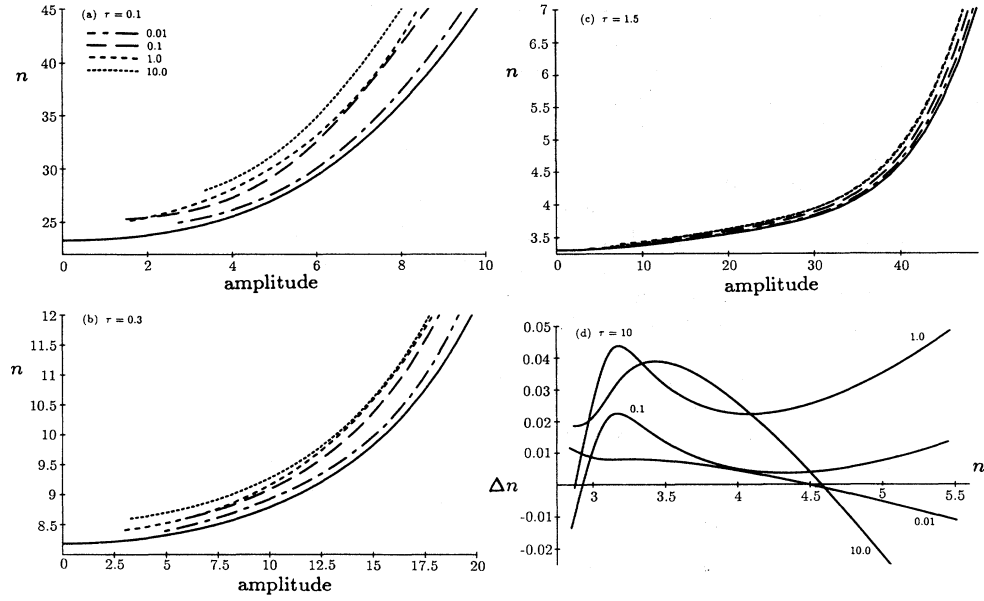 (a) τ = 0.1
0.01
0.1
1.0
10.0
n
45
40
35
30
25
0 2 4 6 8 10
amplitude
(c) τ = 1.5
n
7
6.5
6
5.5
5
4.5
4
3.5
0 10 20 30 40
amplitude
(b) τ = 0.3
n
12
11.5
11
10.5
10
9.5
9
8.5
0 2.5 5 7.5 10 12.5 15 17.5 20
amplitude
(d) τ = 10
Δn
0.05
0.04
0.03
0.02
0.01
-0.01
-0.02
3 3.5 4 4.5 5 5.5
n
1.0
0.1
0.01
10.0